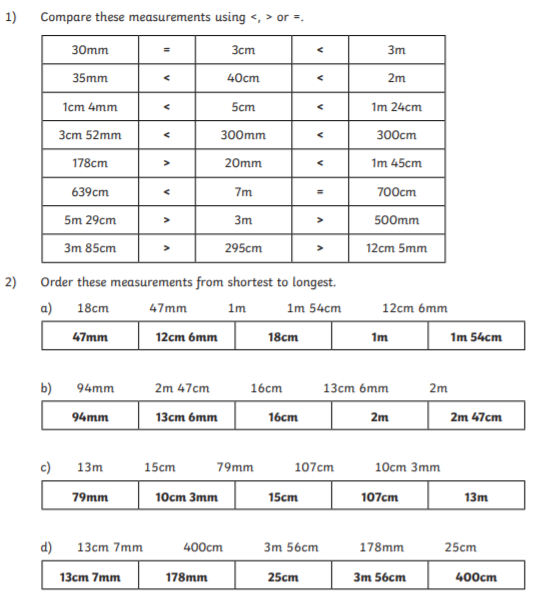 1) Compare these measurements using <, > or =.
30mm = 3cm < 3m
35mm < 40cm < 2m
1cm 4mm < 5cm < 1m 24cm
3cm 52mm < 300mm < 300cm
178cm > 20mm < 1m 45cm
639cm < 7m = 700cm
5m 29cm > 3m > 500mm
3m 85cm > 295cm > 12cm 5mm
2) Order these measurements from shortest to longest.
a) 18cm 47mm 1m 1m 54cm 12cm 6mm
47mm 12cm 6mm 18cm 1m 1m 54cm
b) 94mm 2m 47cm 16cm 13cm 6mm 2m
94mm 13cm 6mm 16cm 2m 2m 47cm
c) 13m 15cm 79mm 107cm 10cm 3mm
79mm 10cm 3mm 15cm 107cm 13m
d) 13cm 7mm 400cm 3m 56cm 178mm 25cm
13cm 7mm 178mm 25cm 3m 56cm 400cm